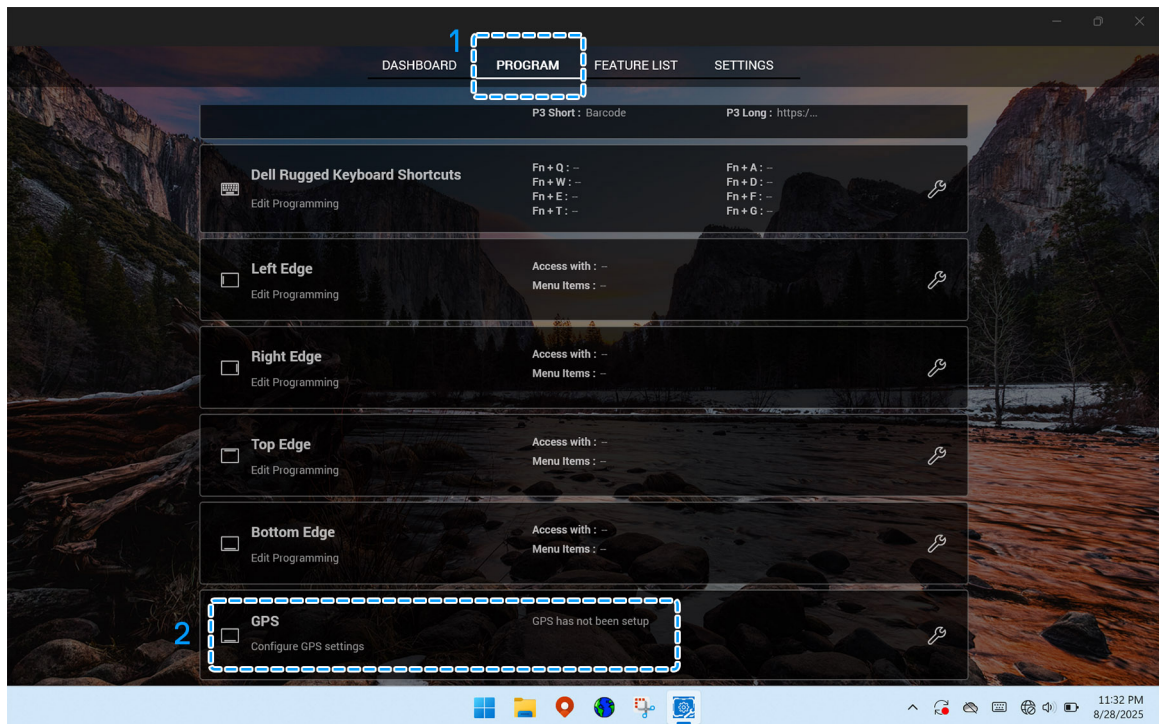 1
DASHBOARD PROGRAM FEATURE LIST SETTINGS
P3 Short : Barcode P3 Long : https:/...
Dell Rugged Keyboard Shortcuts
Edit Programming
Fn + Q : --
Fn + W : --
Fn + E : --
Fn + T : --
Fn + A : --
Fn + D : --
Fn + F : --
Fn + G : --
Left Edge
Edit Programming
Access with : --
Menu Items : --
Right Edge
Edit Programming
Access with : --
Menu Items : --
Top Edge
Edit Programming
Access with : --
Menu Items : --
Bottom Edge
Edit Programming
Access with : --
Menu Items : --
2
GPS
Configure GPS settings
GPS has not been setup
11:32 PM
8/28/2025